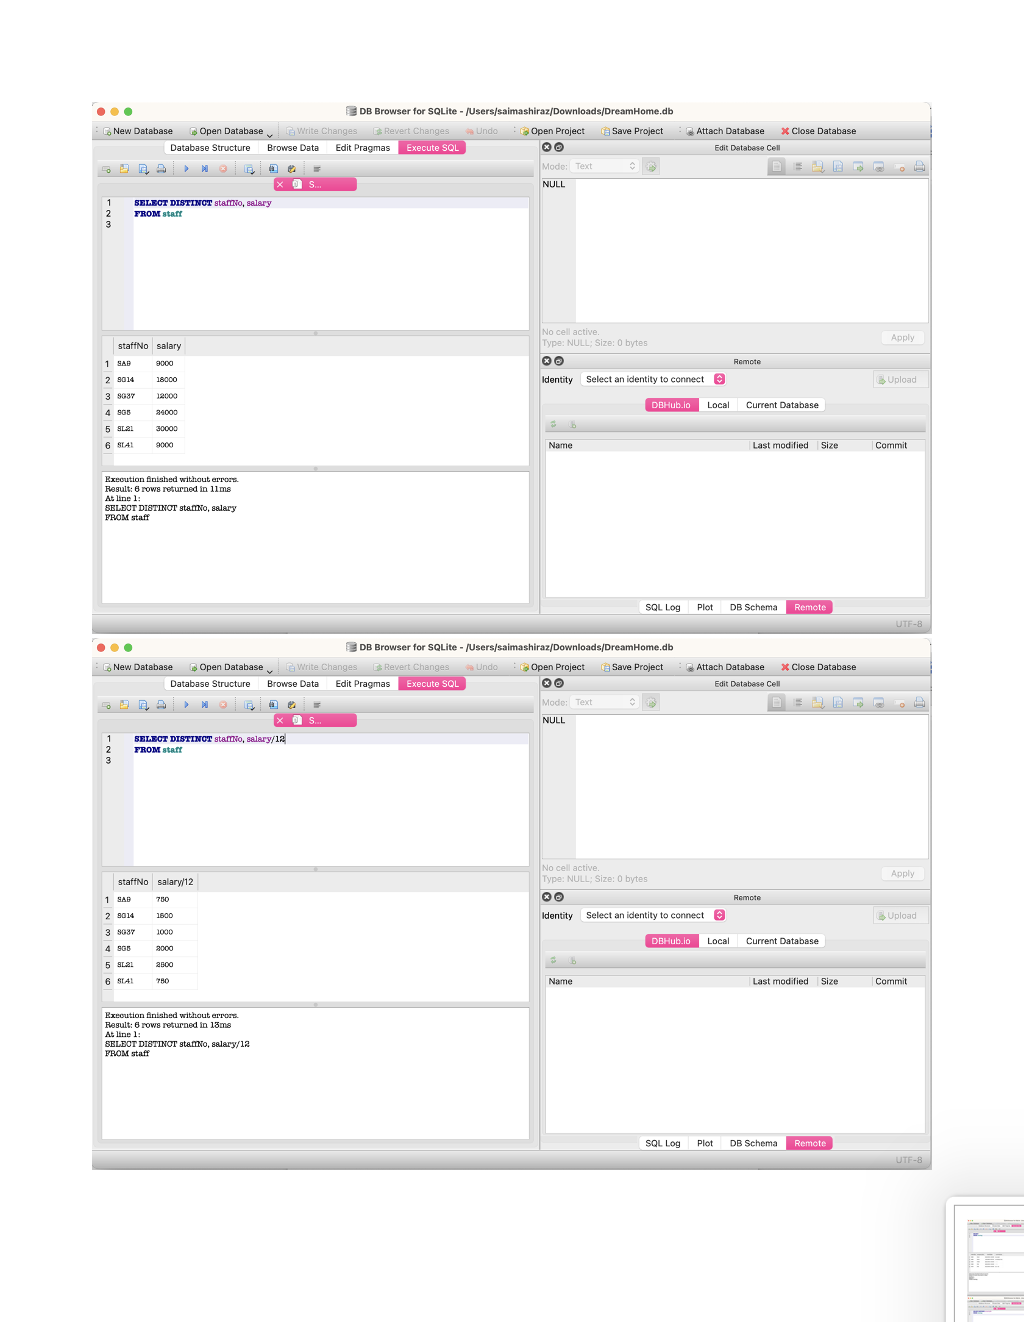 DB Browser for SQLite - /Users/saimashiraz/Downloads/DreamHome.db
New Database Open Database Write Changes Revert Changes Undo Open Project Save Project Attach Database Close Database
Database Structure Browse Data Edit Pragmas Execute SQL
Edit Database Cell
Mode: Text
S...
NULL
1 SELECT DISTINCT staffNo, salary
2 FROM staff
3
No cell active.
Type: NULL; Size: 0 bytes
Apply
staffNo salary
1 SA9 9000
2 SG14 18000
3 SG37 12000
4 SG5 24000
5 SL21 30000
6 SL41 9000
Remote
Identity Select an identity to connect Upload
DBHub.io Local Current Database
Name Last modified Size Commit
Execution finished without errors.
Result: 6 rows returned in 11ms
At line 1:
SELECT DISTINCT staffNo, salary
FROM staff
SQL Log Plot DB Schema Remote
UTF-8
DB Browser for SQLite - /Users/saimashiraz/Downloads/DreamHome.db
New Database Open Database Write Changes Revert Changes Undo Open Project Save Project Attach Database Close Database
Database Structure Browse Data Edit Pragmas Execute SQL
Edit Database Cell
Mode: Text
S...
NULL
1 SELECT DISTINCT staffNo, salary/12
2 FROM staff
3
No cell active.
Type: NULL; Size: 0 bytes
Apply
staffNo salary/12
1 SA9 750
2 SG14 1500
3 SG37 1000
4 SG5 2000
5 SL21 2500
6 SL41 750
Remote
Identity Select an identity to connect Upload
DBHub.io Local Current Database
Name Last modified Size Commit
Execution finished without errors.
Result: 6 rows returned in 13ms
At line 1:
SELECT DISTINCT staffNo, salary/12
FROM staff
SQL Log Plot DB Schema Remote
UTF-8